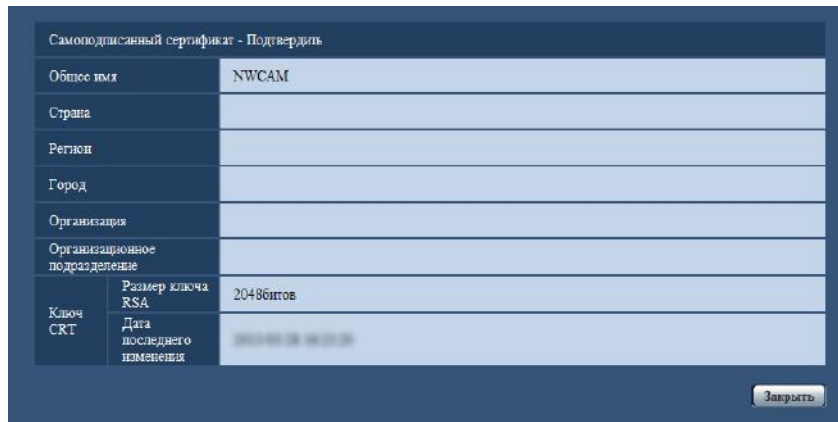 Самоподписанный сертификат - Подтвердить
Общее имя NWCAM
Страна
Регион
Город
Организация
Организационное
подразделение
Ключ
CRT
Размер ключа
RSA
2048битов
Дата
последнего
изменения
Закрыть